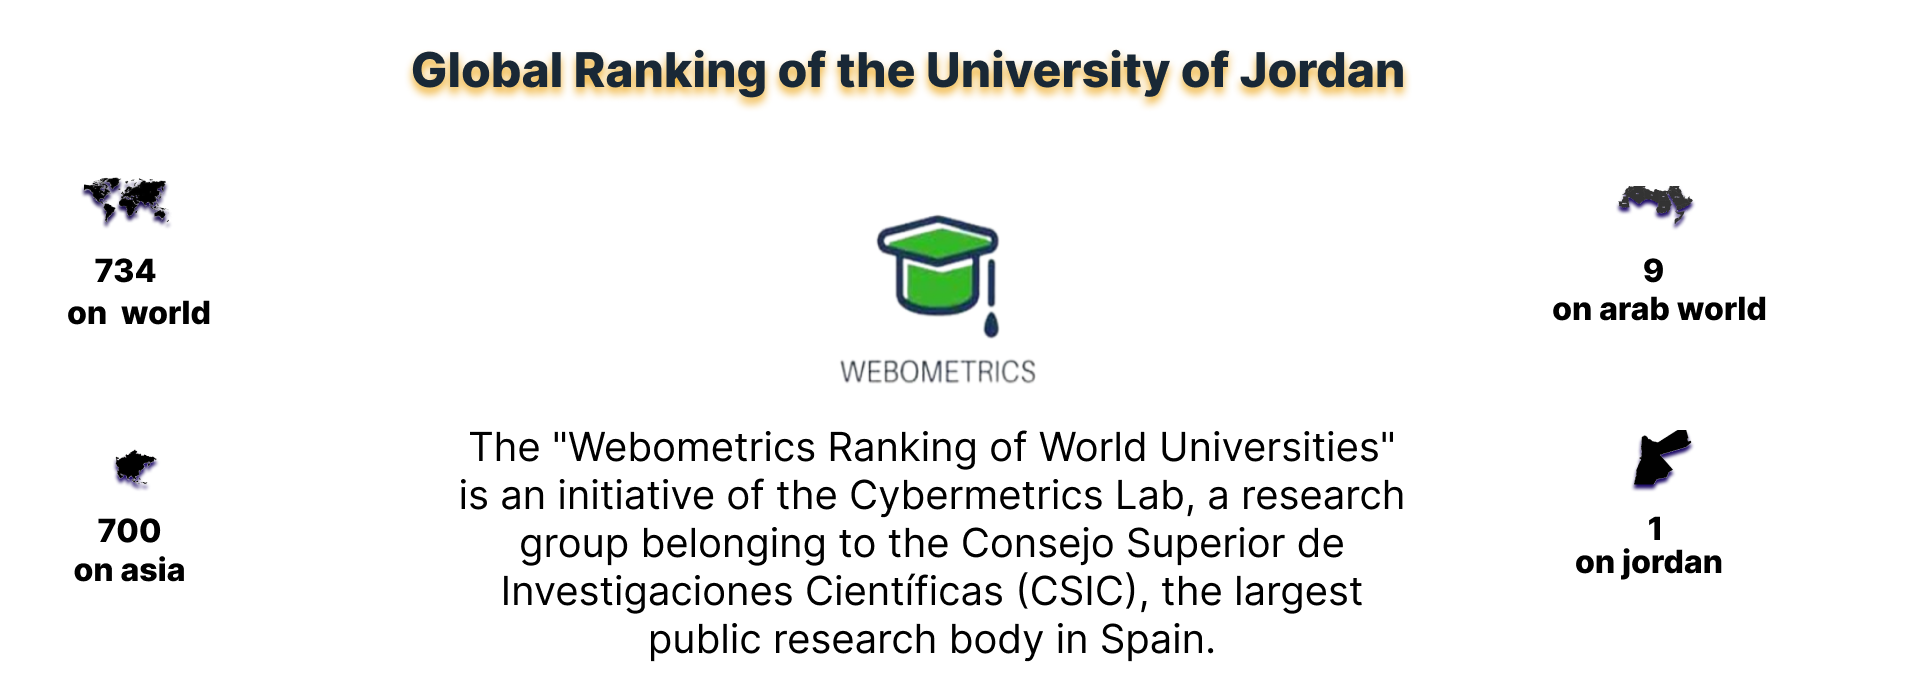 Global Ranking of the University of Jordan
734
on world
700
on asia
WEBOMETRICS
The "Webometrics Ranking of World Universities"
is an initiative of the Cybermetrics Lab, a research
group belonging to the Consejo Superior de
Investigaciones Científicas (CSIC), the largest
public research body in Spain.
9
on arab world
1
on jordan